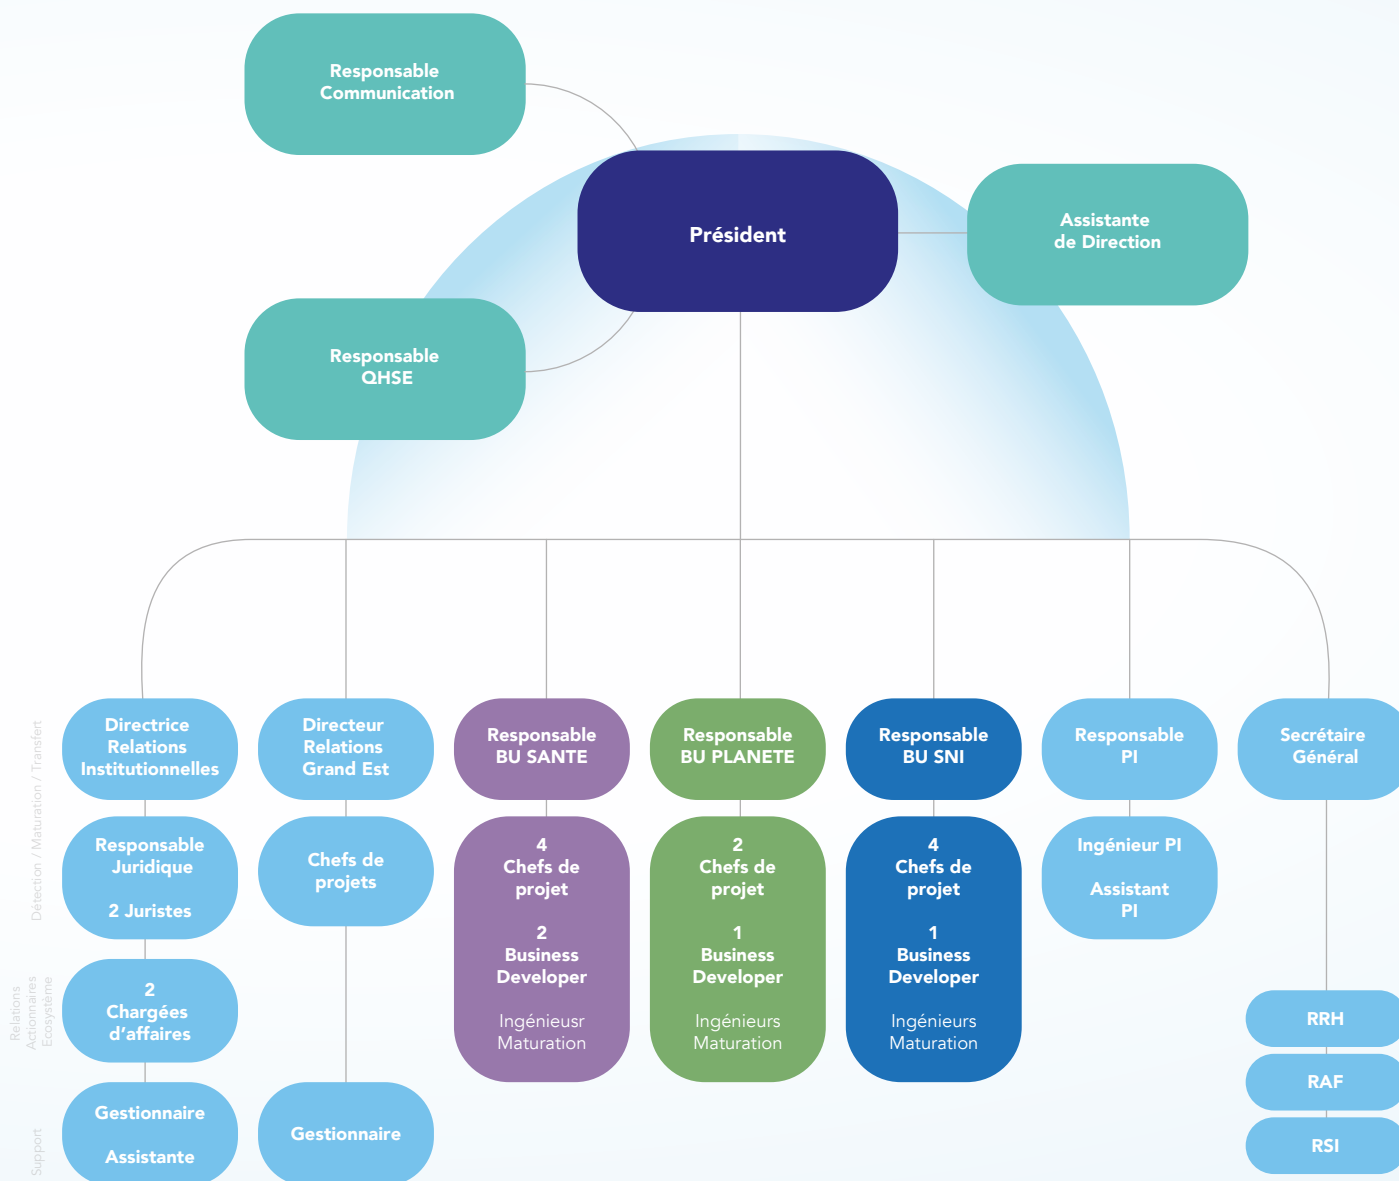 Responsable
Communication
Président
Assistante
de Direction
Responsable
QHSE
Directrice
Relations
Institutionnelles
Directeur
Relations
Grand Est
Responsable
BU SANTE
Responsable
BU PLANETE
Responsable
BU SNI
Responsable
PI
Secrétaire
Général
Responsable
Juridique
2 Juristes
Chefs de
projets
4
Chefs de
projet
2
Business
Developer
Ingénieusr
Maturation
2
Chefs de
projet
1
Business
Developer
Ingénieurs
Maturation
4
Chefs de
projet
1
Business
Developer
Ingénieurs
Maturation
Ingénieur PI
Assistant
PI
2
Chargées
d’affaires
RRH
RAF
RSI
Gestionnaire
Assistante
Gestionnaire
Détection / Maturation / Transfert
Relations
Actionnaires
Ecosystème
Support